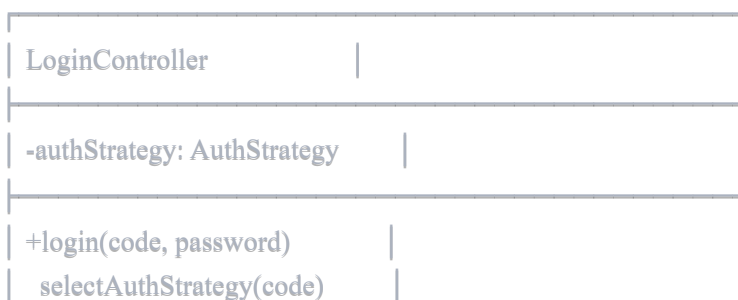 LoginController
-authStrategy: AuthStrategy
+login(code, password)
selectAuthStrategy(code)